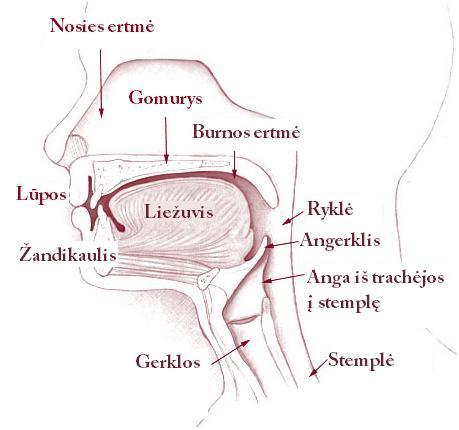 Nosies ertmė
Gomurys
Burnos ertmė
Lūpos
Liežuvis
Ryklė
Angerklis
Žandikaulis
Anga iš trachėjos
į stemplę
Gerklos
Stemplė